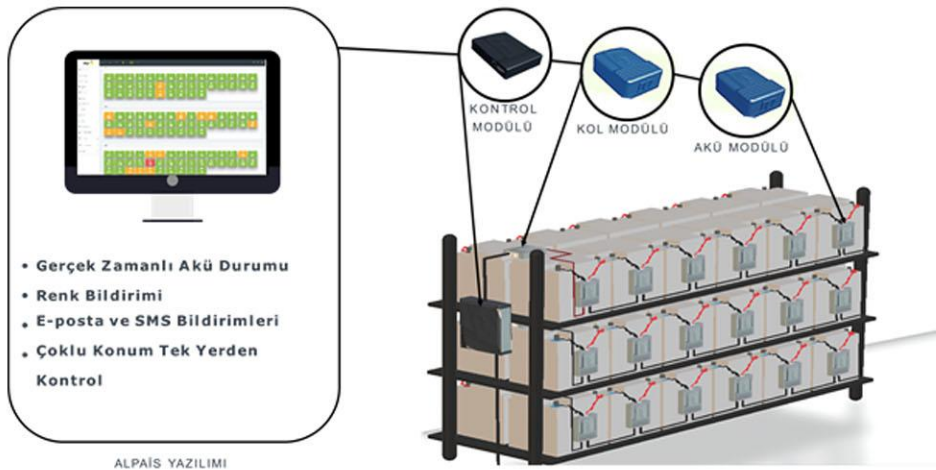 KONTROL
MODÜLÜ
KOL MODÜLÜ
AKÜ MODÜLÜ
• Gerçek Zamanlı Akü Durumu
• Renk Bildirimi
• E-posta ve SMS Bildirimleri
• Çoklu Konum Tek Yerden
Kontrol
ALPAİS YAZILIMI